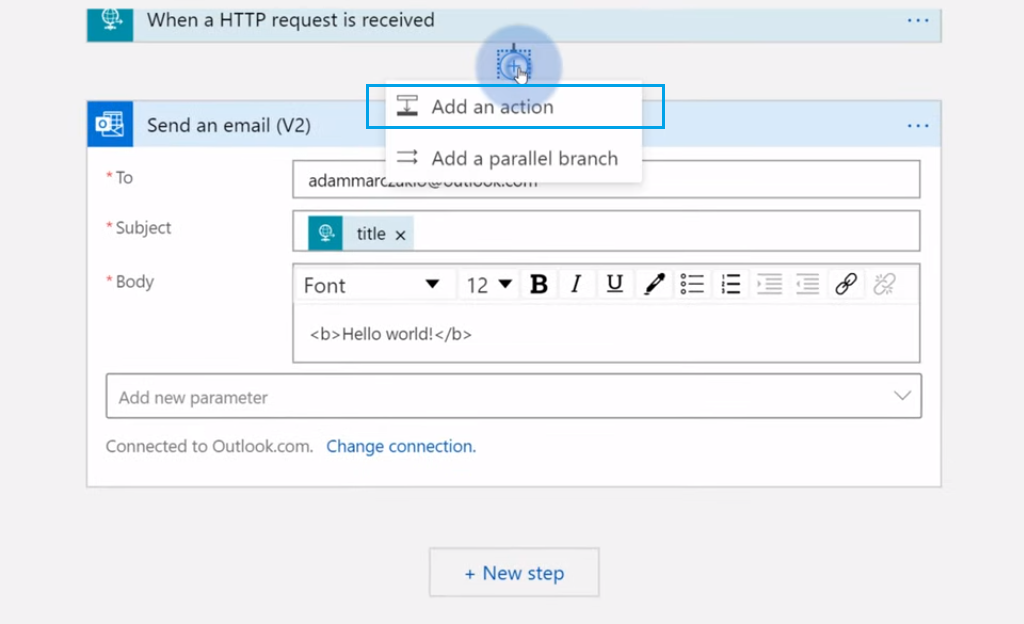 When a HTTP request is received
Add an action
Send an email (V2)
Add a parallel branch
* To
* Subject
title ×
* Body
Font
12
B
I
U
<b>Hello world!</b>
Add new parameter
Connected to Outlook.com. Change connection.
+ New step